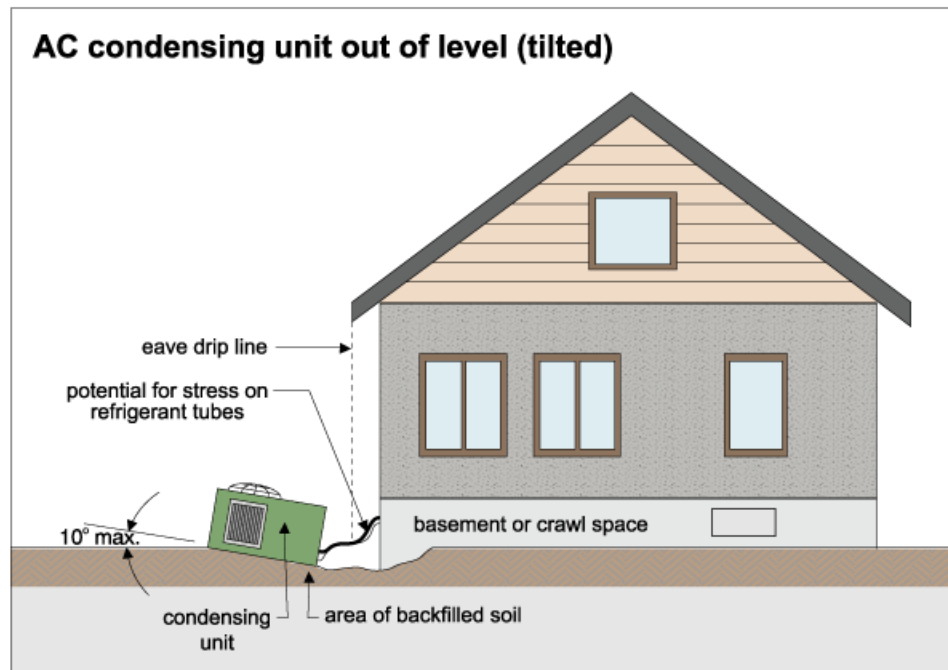 AC condensing unit out of level (tilted)
eave drip line
potential for stress on
refrigerant tubes
basement or crawl space
10° max.
condensing
unit
area of backfilled soil